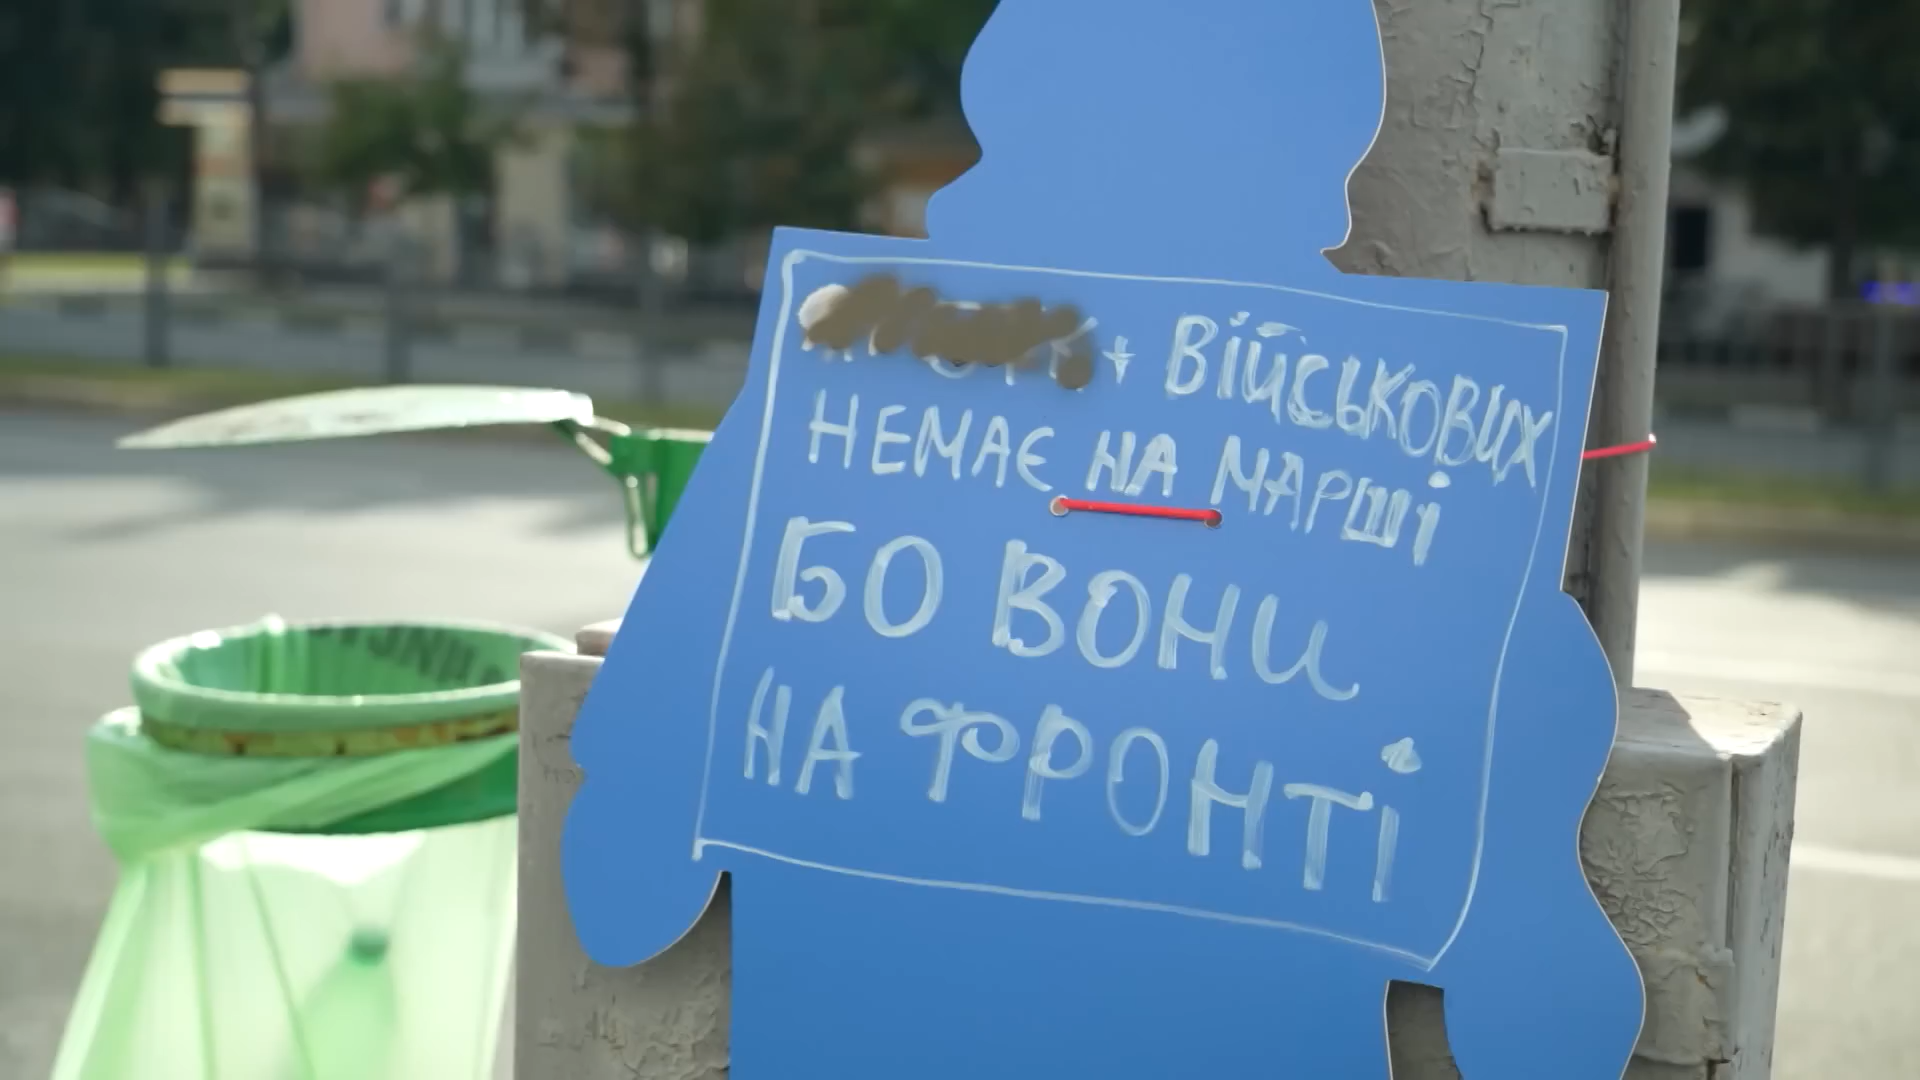 + ВІЙСЬКОВИХ
НЕМАЄ НА МАРШІ
БО ВОНИ
НА ФРОНТІ